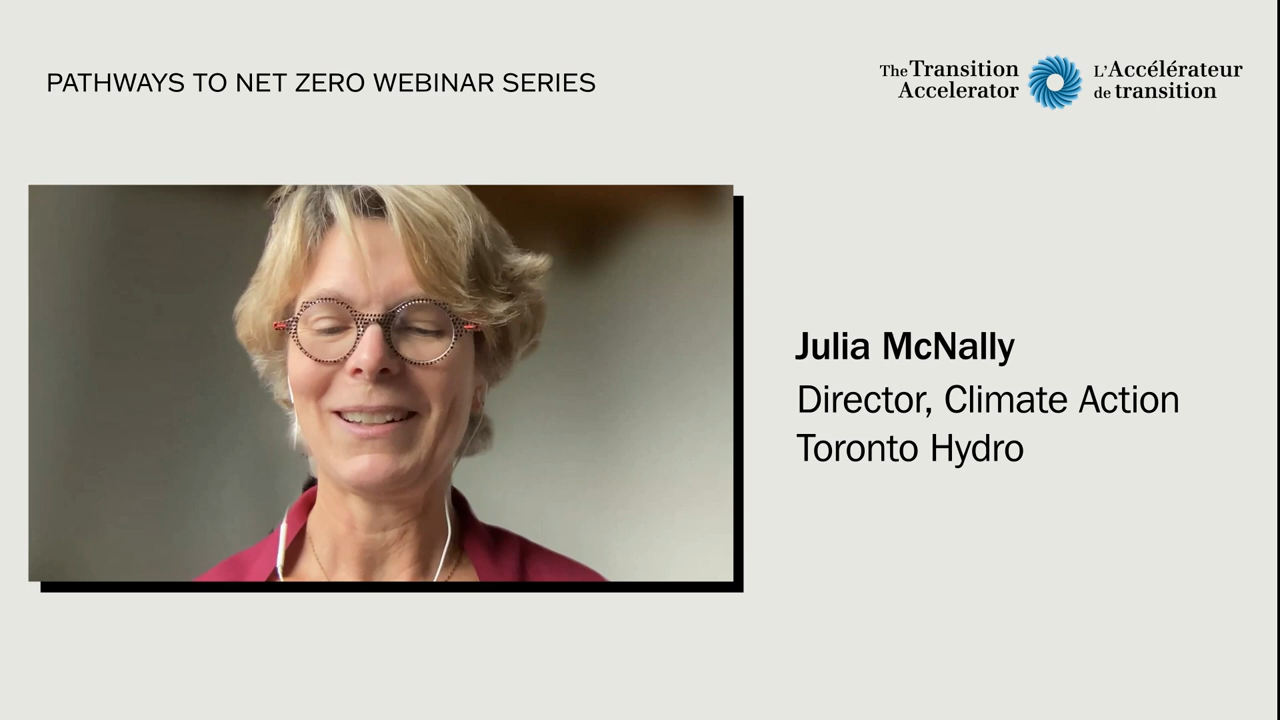 PATHWAYS TO NET ZERO WEBINAR SERIES
The Transition
Accelerator
L'Accélérateur
de transition
Julia McNally
Director, Climate Action
Toronto Hydro